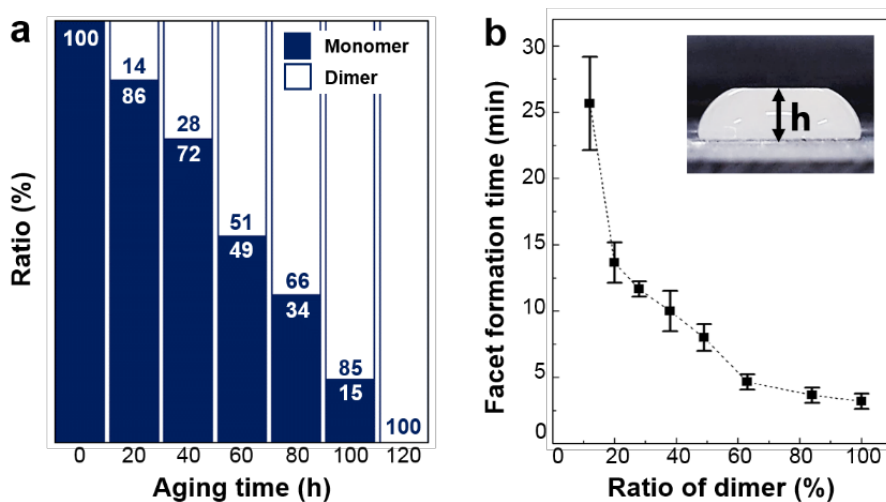 a
Ratio (%)
Monomer
Dimer
100
14
86
28
72
51
49
66
34
85
15
100
0 20 40 60 80 100 120
Aging time (h)
b
Facet formation time (min)
30
25
20
15
10
5
0
h
0 20 40 60 80 100
Ratio of dimer (%)